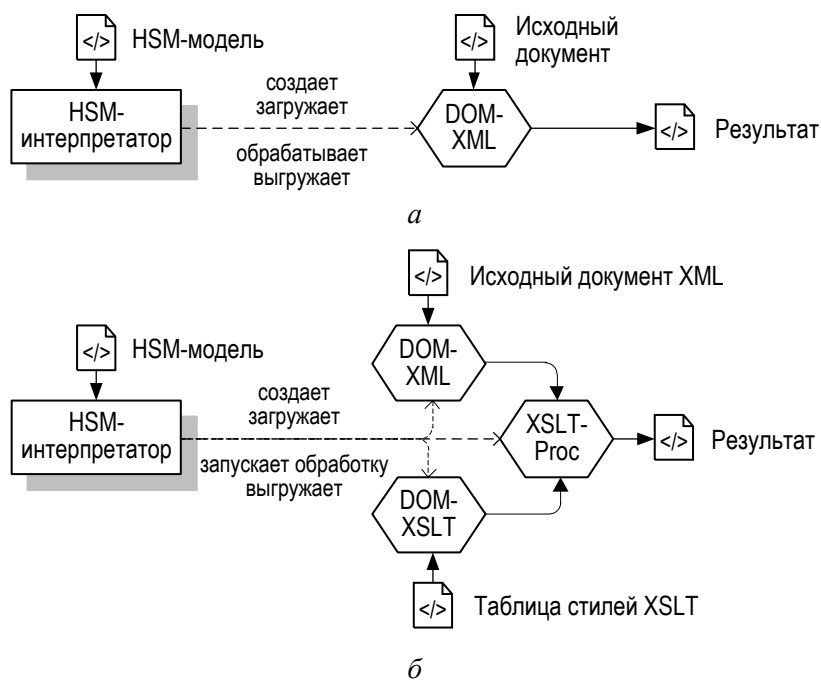 </> HSM-модель
</> Исходный
документ
HSM-
интерпретатор
создает
загружает
обрабатывает
выгружает
DOM-
XML
</> Результат
а
</> Исходный документ XML
</> HSM-модель
DOM-
XML
HSM-
интерпретатор
создает
загружает
запускает обработку
выгружает
XSLT-
Proc
</> Результат
DOM-
XSLT
</> Таблица стилей XSLT
б